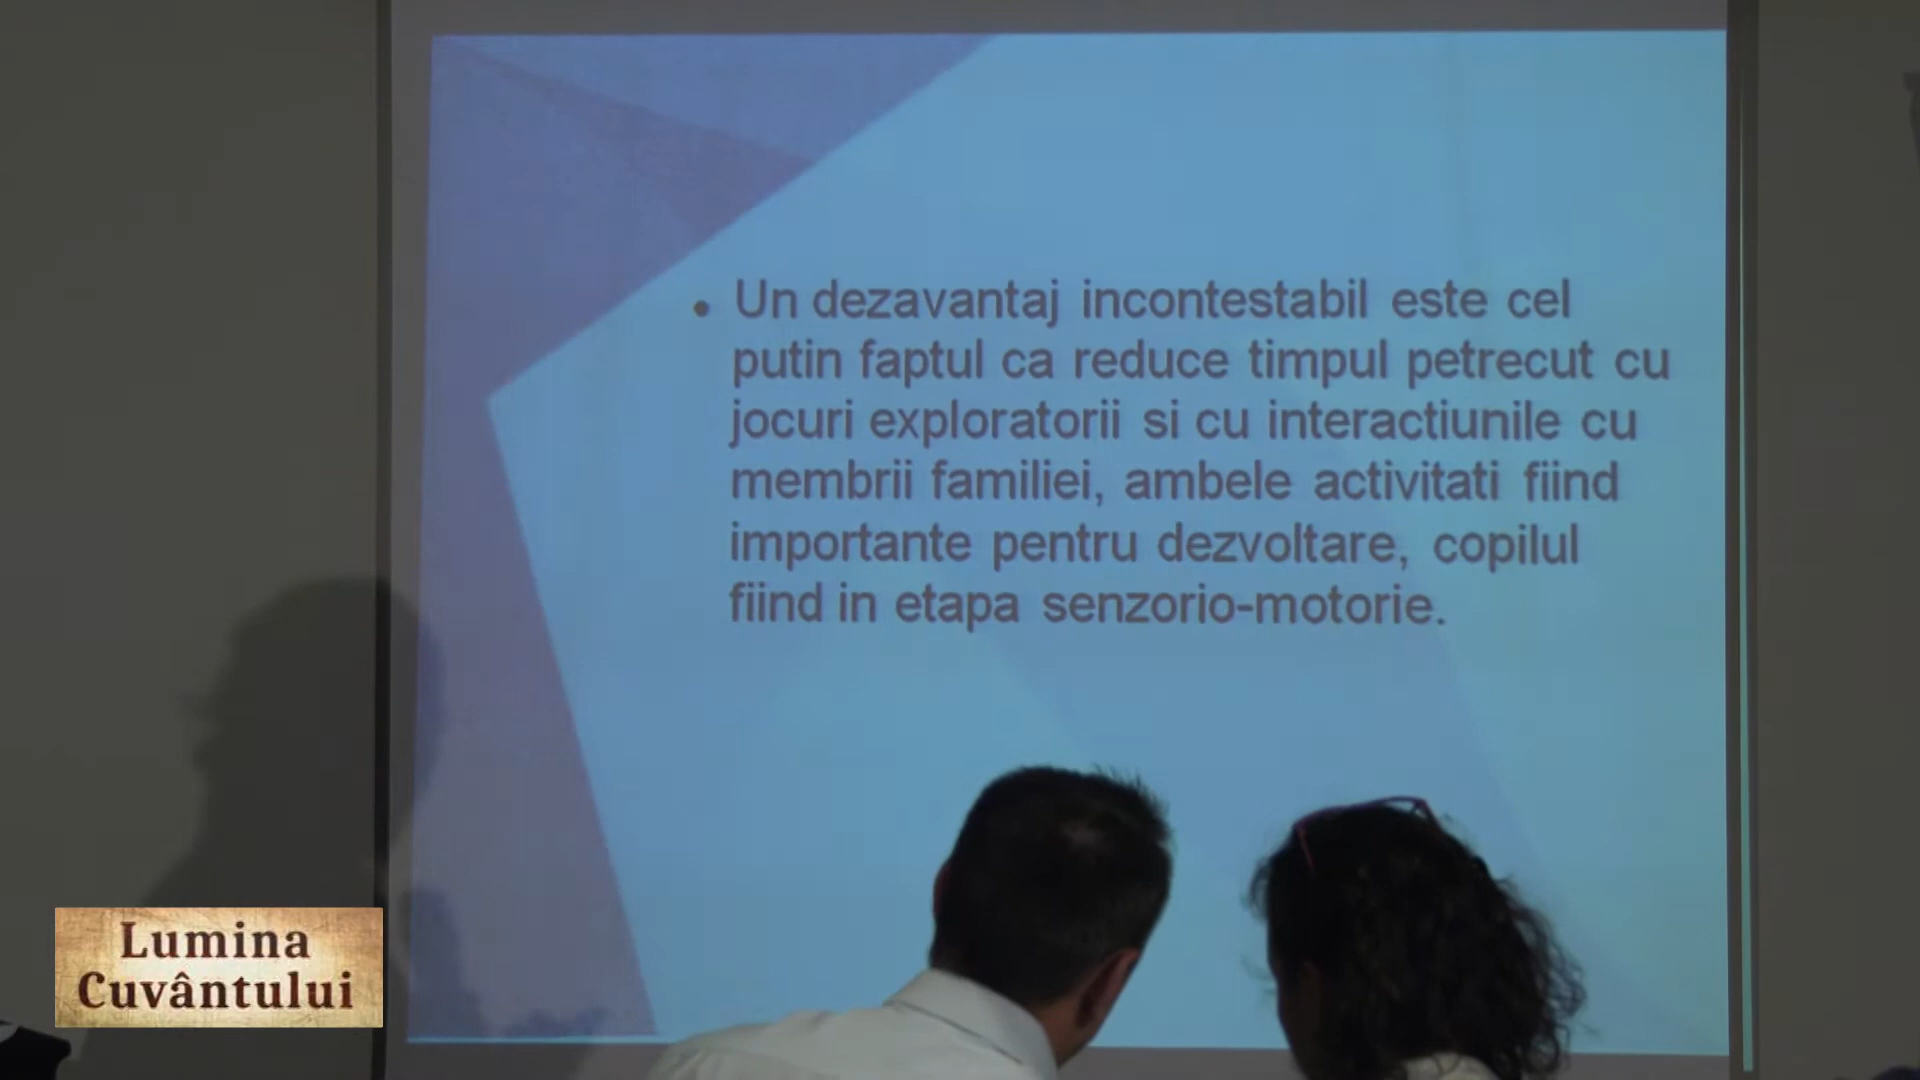 • Un dezavantaj incontestabil este cel
putin faptul ca reduce timpul petrecut cu
jocuri exploratorii si cu interactiunile cu
membrii familiei, ambele activitati fiind
importante pentru dezvoltare, copilul
fiind in etapa senzorio-motorie.
Lumina
Cuvântului